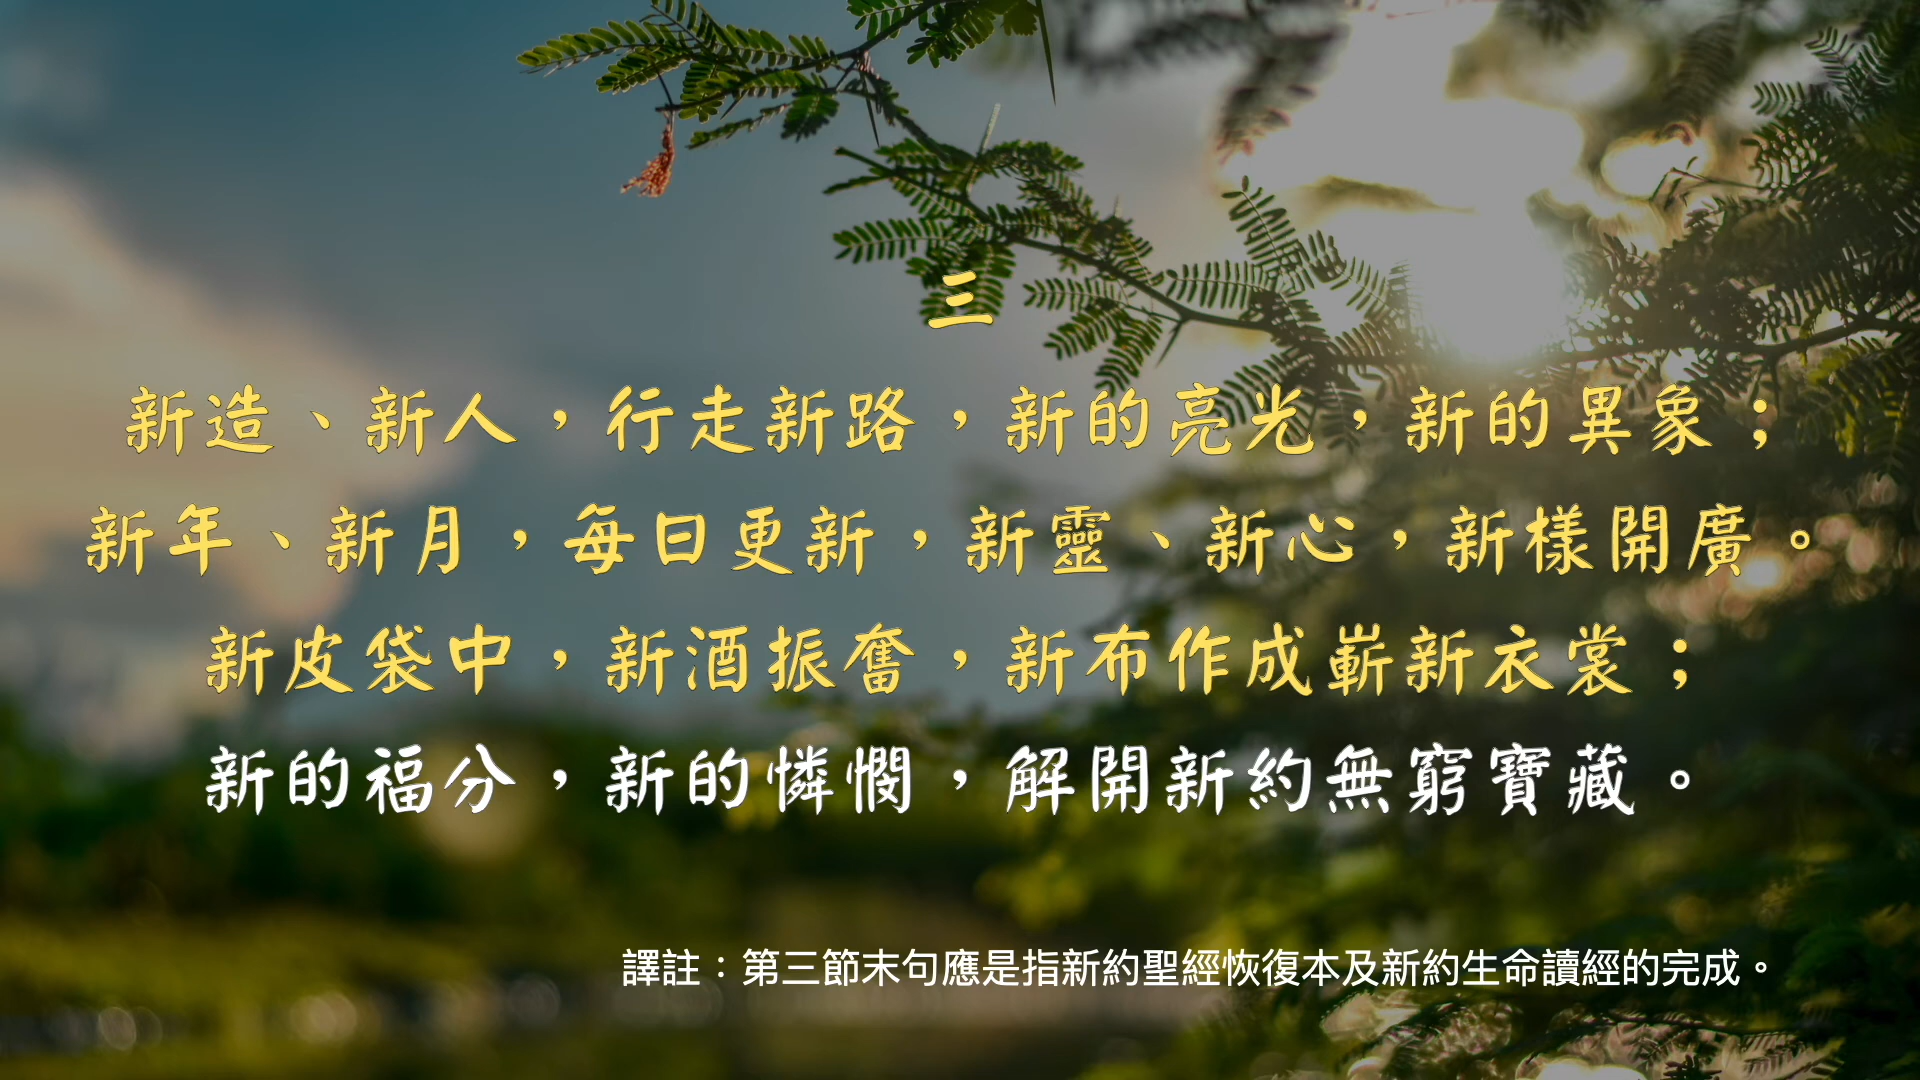 三
新造、新人，行走新路，新的亮光，新的異象；
新年、新月，每日更新，新靈、新心，新樣開廣。
新皮袋中，新酒振奮，新布作成嶄新衣裳；
新的福分，新的憐憫，解開新約無窮寶藏。
譯註：第三節末句應是指新約聖經恢復本及新約生命讀經的完成。